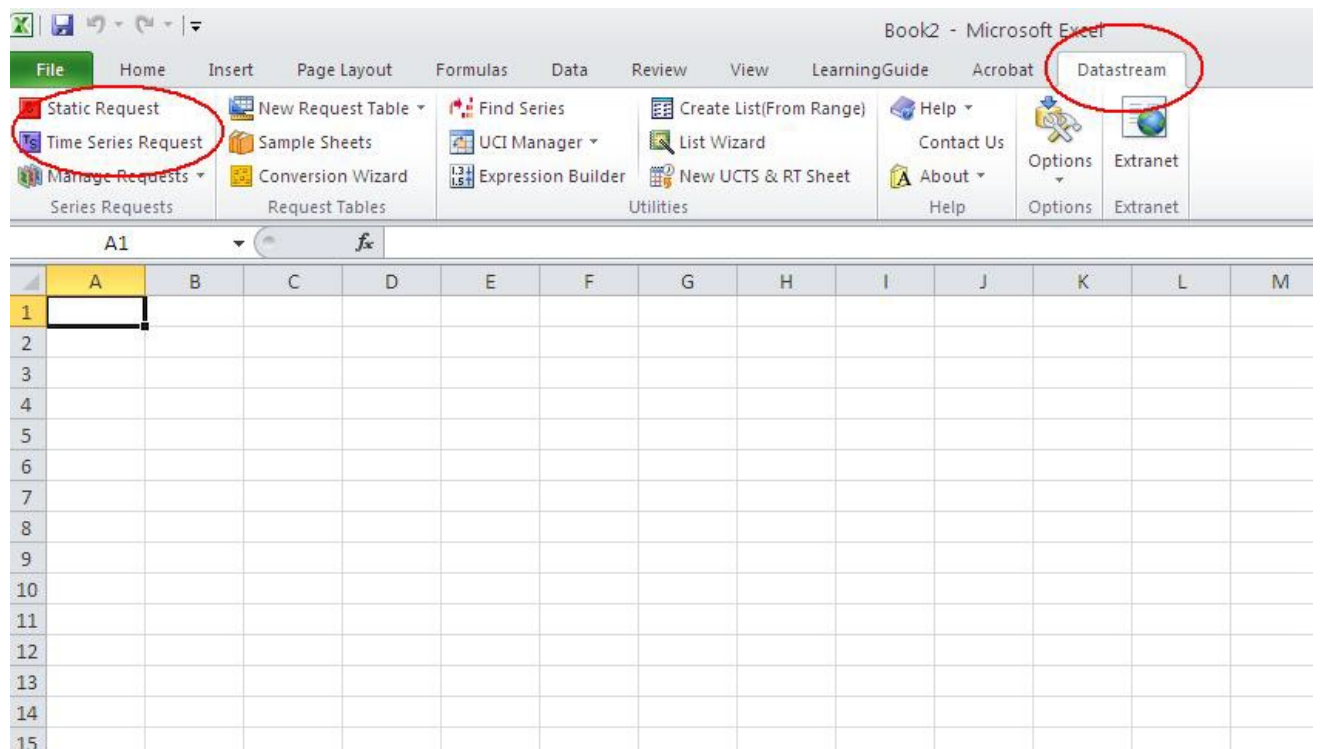 Book2 - Microsoft Excel
File Home Insert Page Layout Formulas Data Review View LearningGuide Acrobat Datastream
Static Request New Request Table Find Series Create List(From Range) Help
Ts Time Series Request Sample Sheets UCI Manager List Wizard Contact Us Options Extranet
Manage Requests Conversion Wizard Expression Builder New UCTS & RT Sheet About
Series Requests Request Tables Utilities Help Options Extranet
A1 fx
A B C D E F G H I J K L M
1
2
3
4
5
6
7
8
9
10
11
12
13
14
15